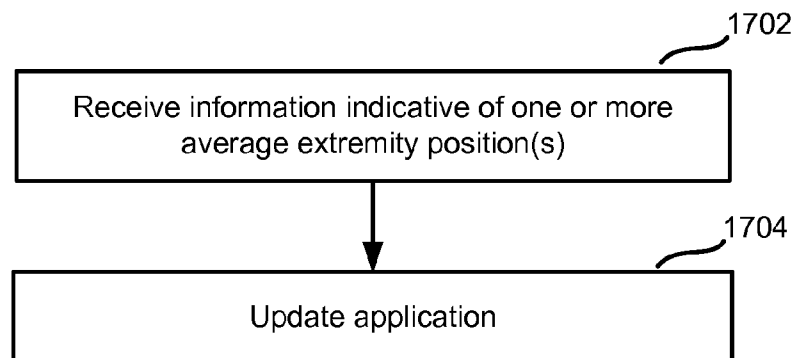 1702
Receive information indicative of one or more
average extremity position(s)
1704
Update application